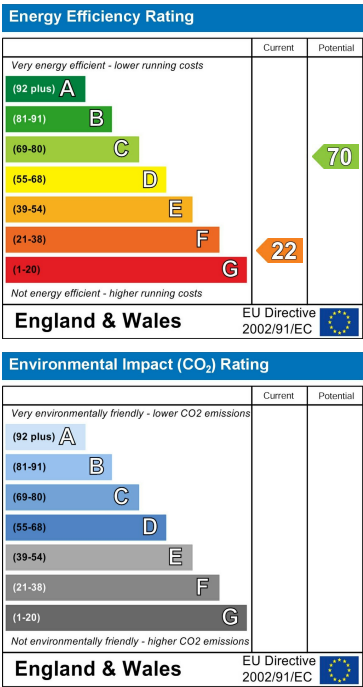 Energy Efficiency Rating
Current Potential
Very energy efficient - lower running costs
(92 plus) A
(81-91) B
(69-80) C
70
(55-68) D
(39-54) E
(21-38) F
22
(1-20) G
Not energy efficient - higher running costs
England & Wales
EU Directive
2002/91/EC
Environmental Impact (CO₂) Rating
Current Potential
Very environmentally friendly - lower CO2 emissions
(92 plus) A
(81-91) B
(69-80) C
(55-68) D
(39-54) E
(21-38) F
(1-20) G
Not environmentally friendly - higher CO2 emissions
England & Wales
EU Directive
2002/91/EC